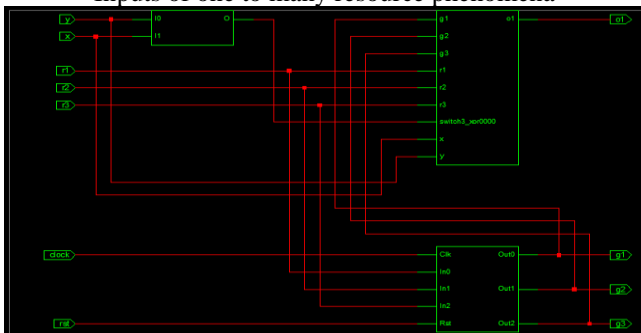 Inputs of one to many resource phenomena
y
I0
O
x
I1
r1
r2
r3
g1
o1
o1
g2
g3
r1
r2
r3
switch3_xor0000
x
y
clock
Clk
Out0
g1
In0
In1
Out1
g2
In2
rst
Rst
Out2
g3